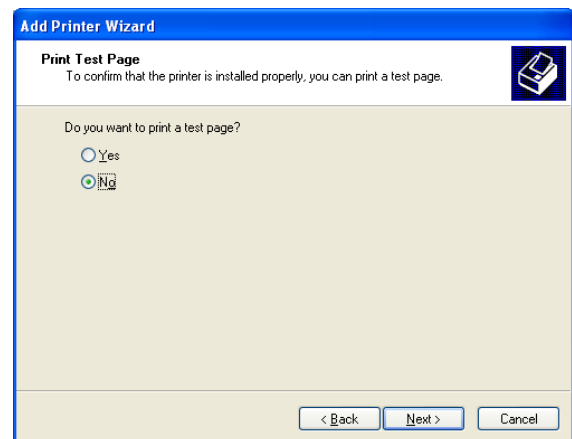 Add Printer Wizard
Print Test Page
To confirm that the printer is installed properly, you can print a test page.
Do you want to print a test page?
Yes
No
< Back
Next >
Cancel